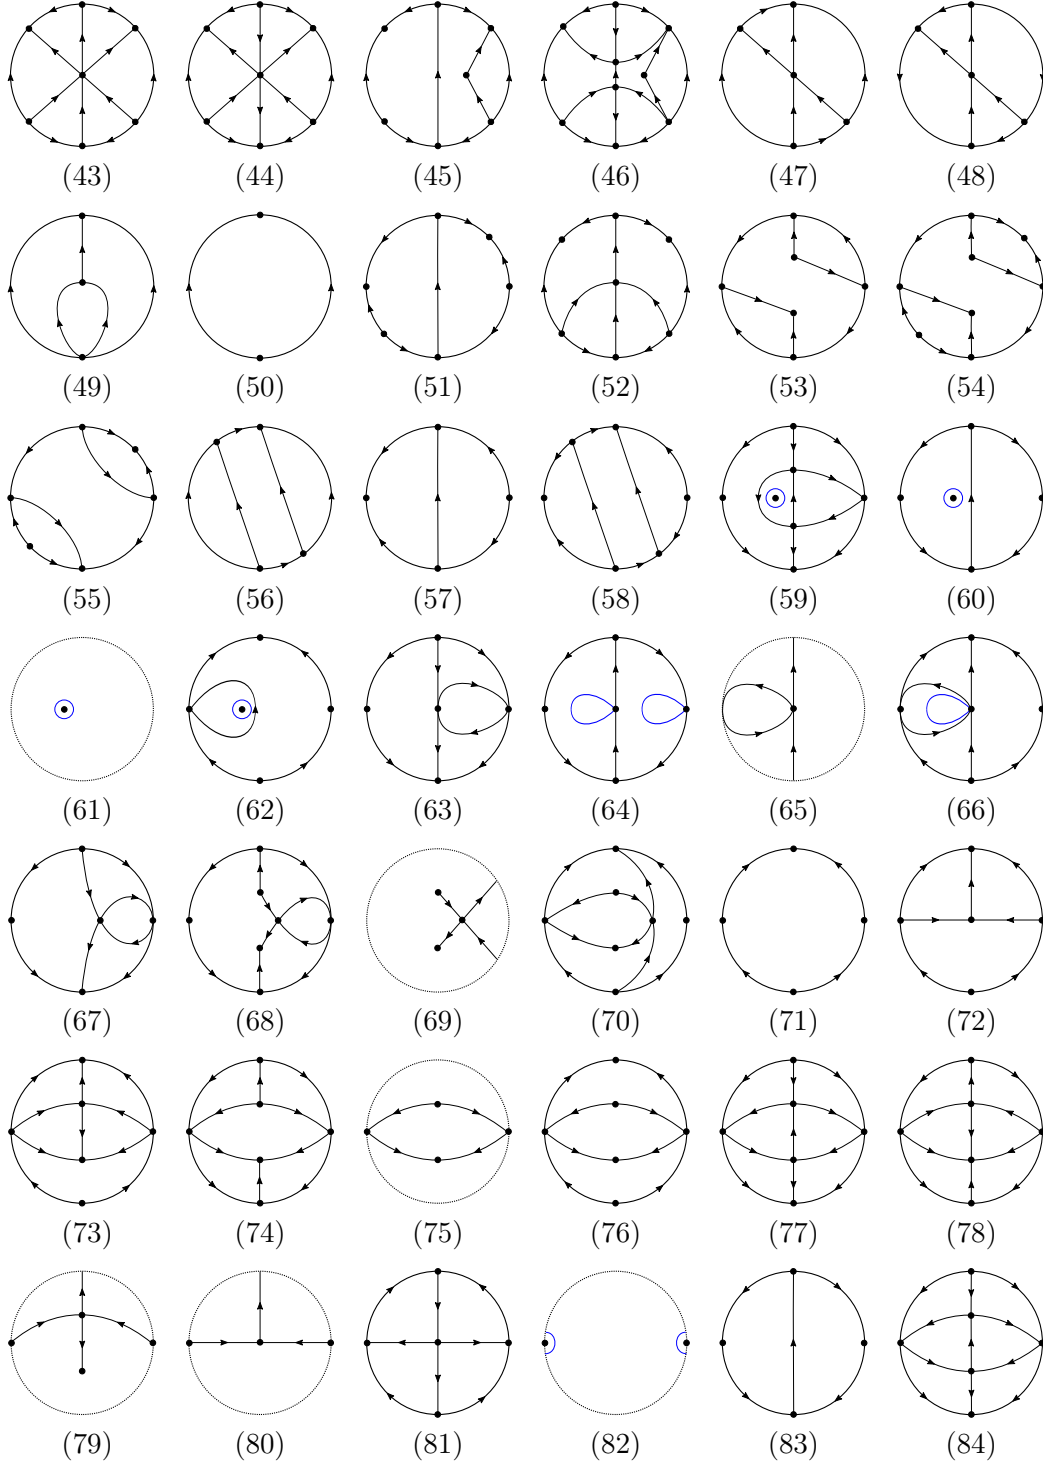 (43) (44) (45) (46) (47) (48)
(49) (50) (51) (52) (53) (54)
(55) (56) (57) (58) (59) (60)
(61) (62) (63) (64) (65) (66)
(67) (68) (69) (70) (71) (72)
(73) (74) (75) (76) (77) (78)
(79) (80) (81) (82) (83) (84)